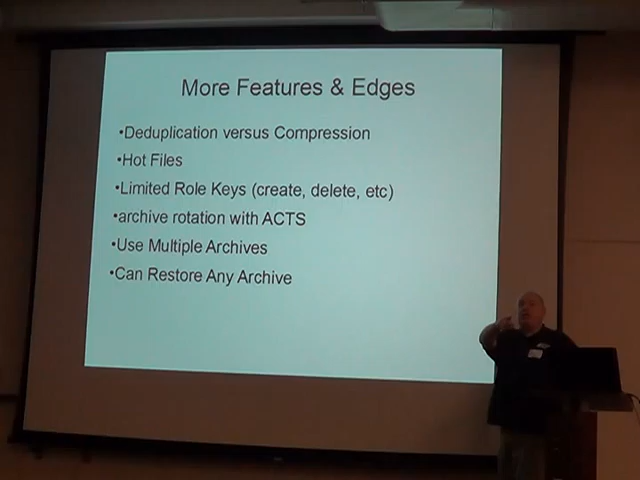 More Features & Edges
•Deduplication versus Compression
•Hot Files
•Limited Role Keys (create, delete, etc)
•archive rotation with ACTS
•Use Multiple Archives
•Can Restore Any Archive